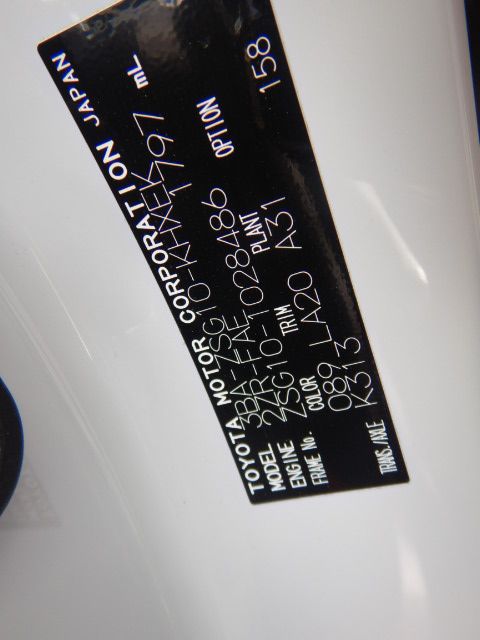 TOYOTA MOTOR CORPORATION JAPAN
MODEL 3BA-ZSG10-KHXEK
ENGINE 2ZR-FAE 1797 mL
FRAME No. ZSG10-1028486
COLOR TRIM PLANT OPTION
089 LA20 A31 158
TRANS./AXLE K313